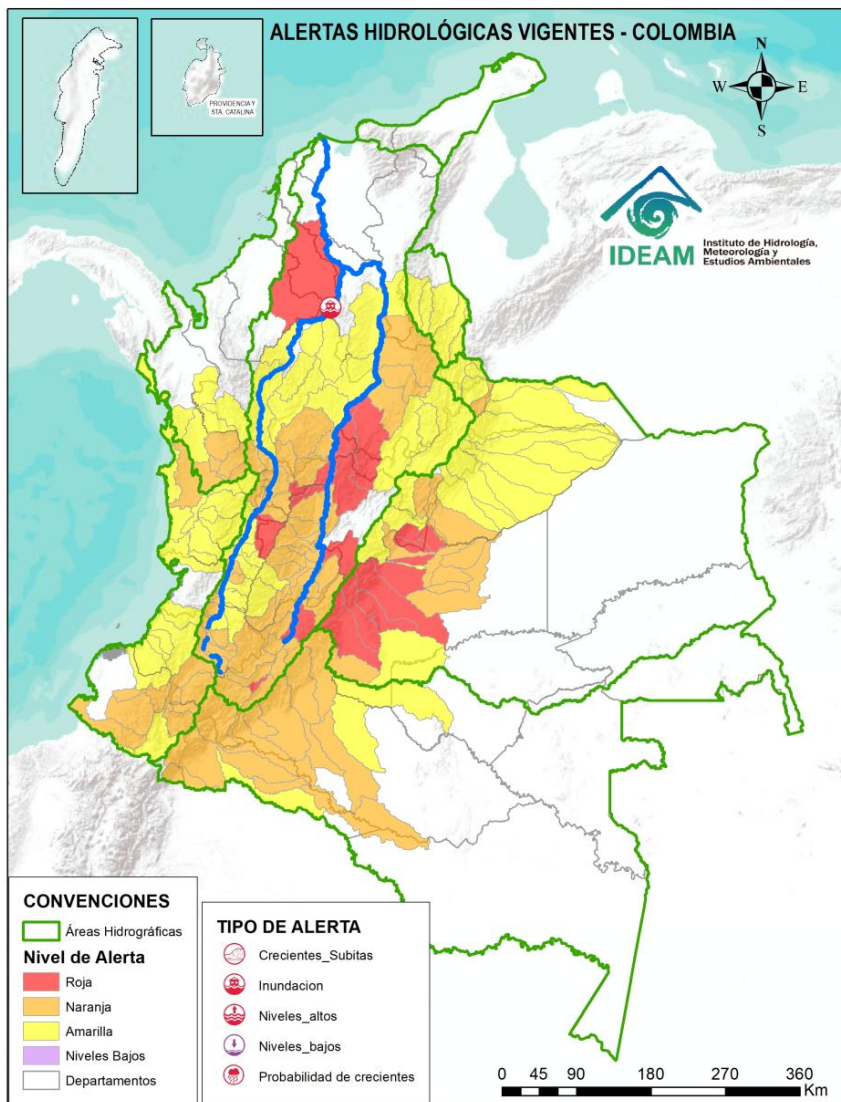 ALERTAS HIDROLÓGICAS VIGENTES - COLOMBIA
PROVIDENCIA Y
STA. CATALINA
N
W
E
S
IDEAM
Instituto de Hidrología,
Meteorología y
Estudios Ambientales
CONVENCIONES
Áreas Hidrográficas
Nivel de Alerta
Roja
Naranja
Amarilla
Niveles Bajos
Departamentos
TIPO DE ALERTA
Crecientes_Subitas
Inundacion
Niveles_altos
Niveles_bajos
Probabilidad de crecientes
0 45 90 180 270 360
Km